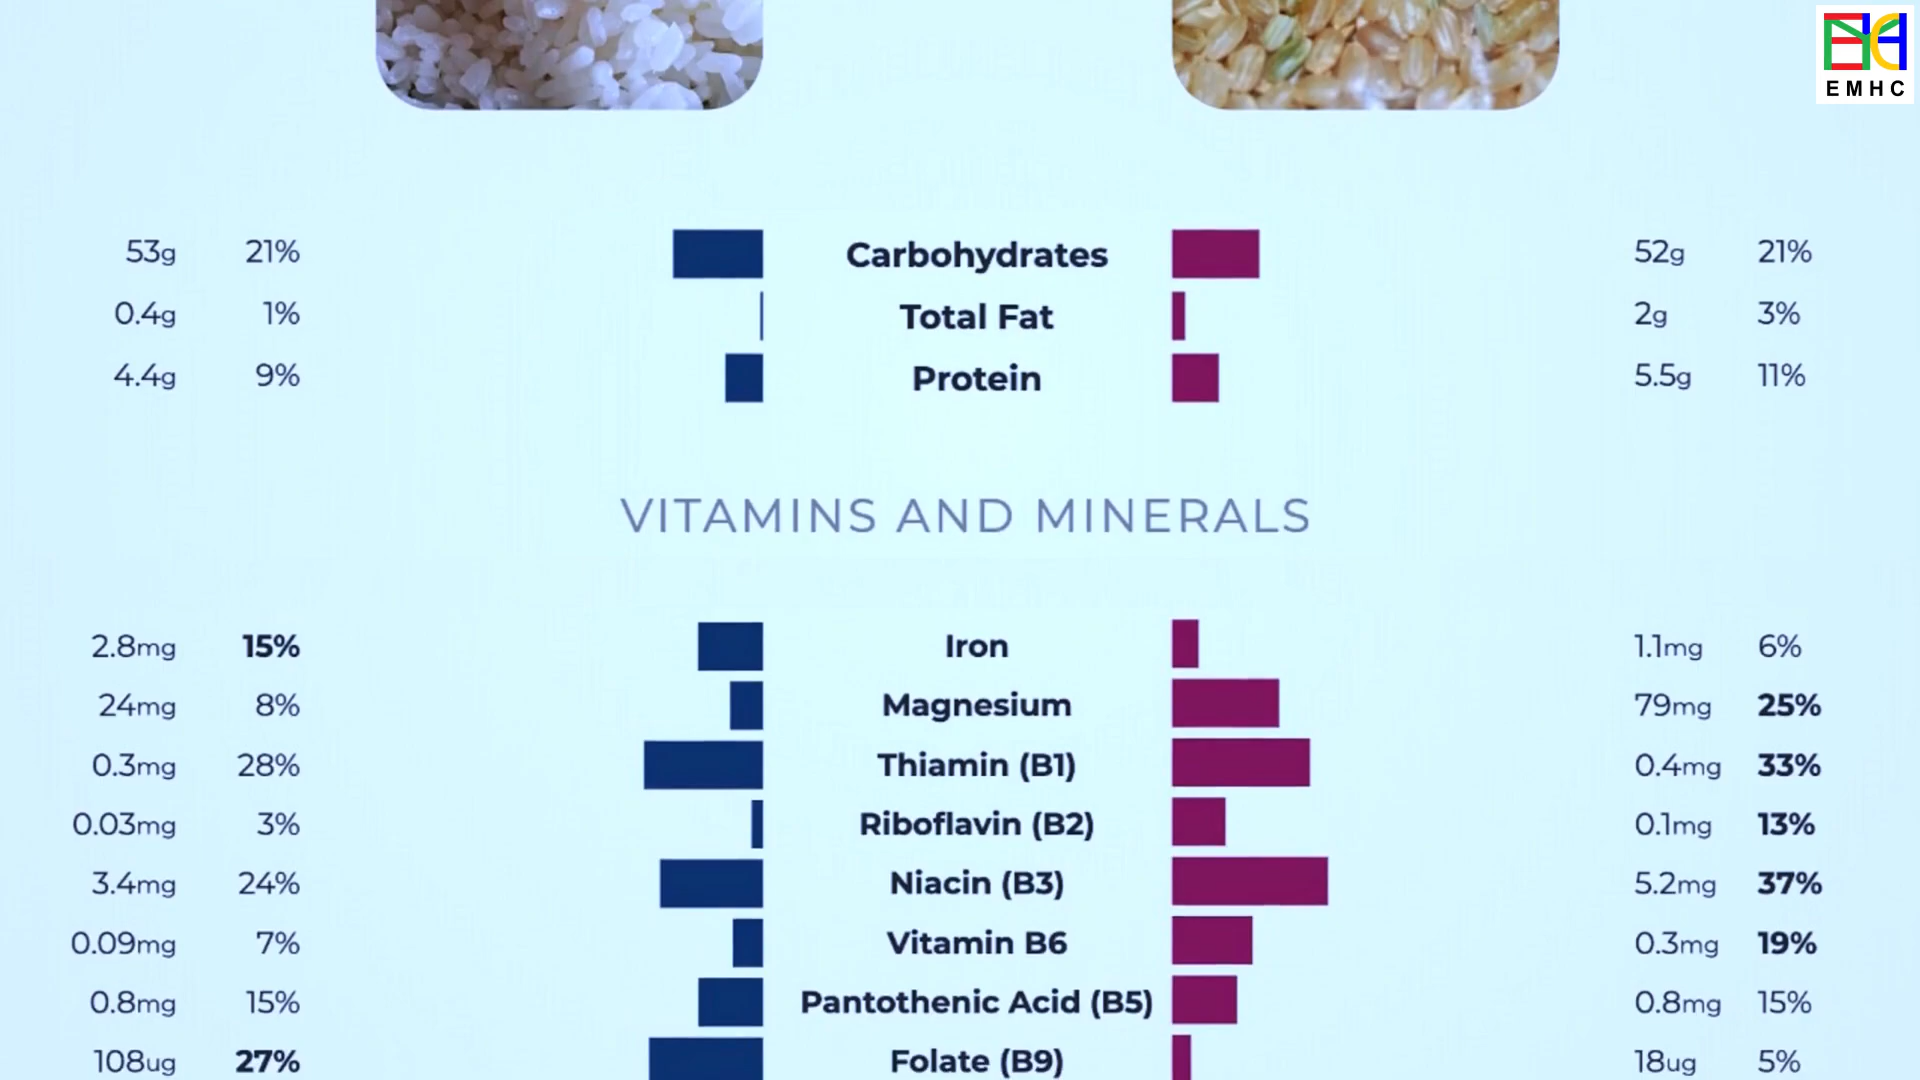 EMHC
53g 21% Carbohydrates 52g 21%
0.4g 1% Total Fat 2g 3%
4.4g 9% Protein 5.5g 11%
VITAMINS AND MINERALS
2.8mg 15% Iron 1.1mg 6%
24mg 8% Magnesium 79mg 25%
0.3mg 28% Thiamin (B1) 0.4mg 33%
0.03mg 3% Riboflavin (B2) 0.1mg 13%
3.4mg 24% Niacin (B3) 5.2mg 37%
0.09mg 7% Vitamin B6 0.3mg 19%
0.8mg 15% Pantothenic Acid (B5) 0.8mg 15%
108ug 27% Folate (B9) 18ug 5%